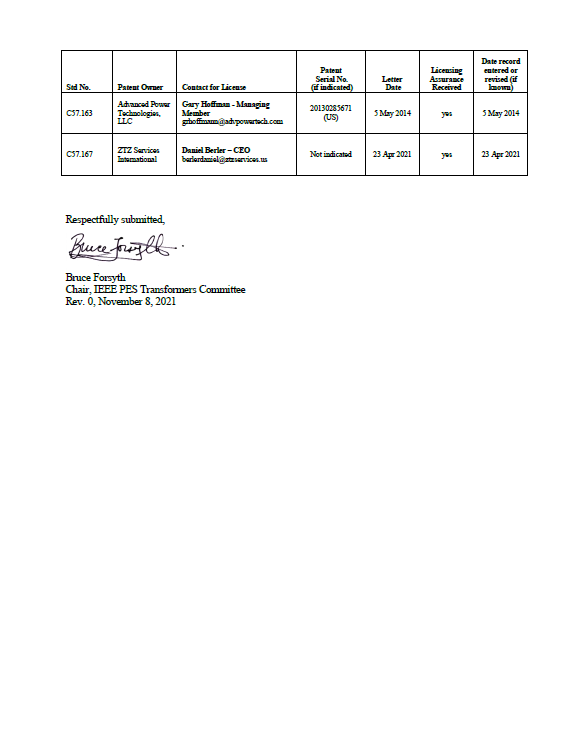 Std No. Patent Owner Contact for License Patent Serial No. (if indicated) Letter Date Licensing Assurance Received Date record entered or revised (if known)
C57.163 Advanced Power Technologies, LLC Gary Hoffman - Managing Member grhoffmann@advpowertech.com 20130285671 (US) 5 May 2014 yes 5 May 2014
C57.167 ZTZ Services International Daniel Berler – CEO berlerdaniel@ztzservices.us Not indicated 23 Apr 2021 yes 23 Apr 2021
Respectfully submitted,
Bruce Forsyth
Bruce Forsyth
Chair, IEEE PES Transformers Committee
Rev. 0, November 8, 2021